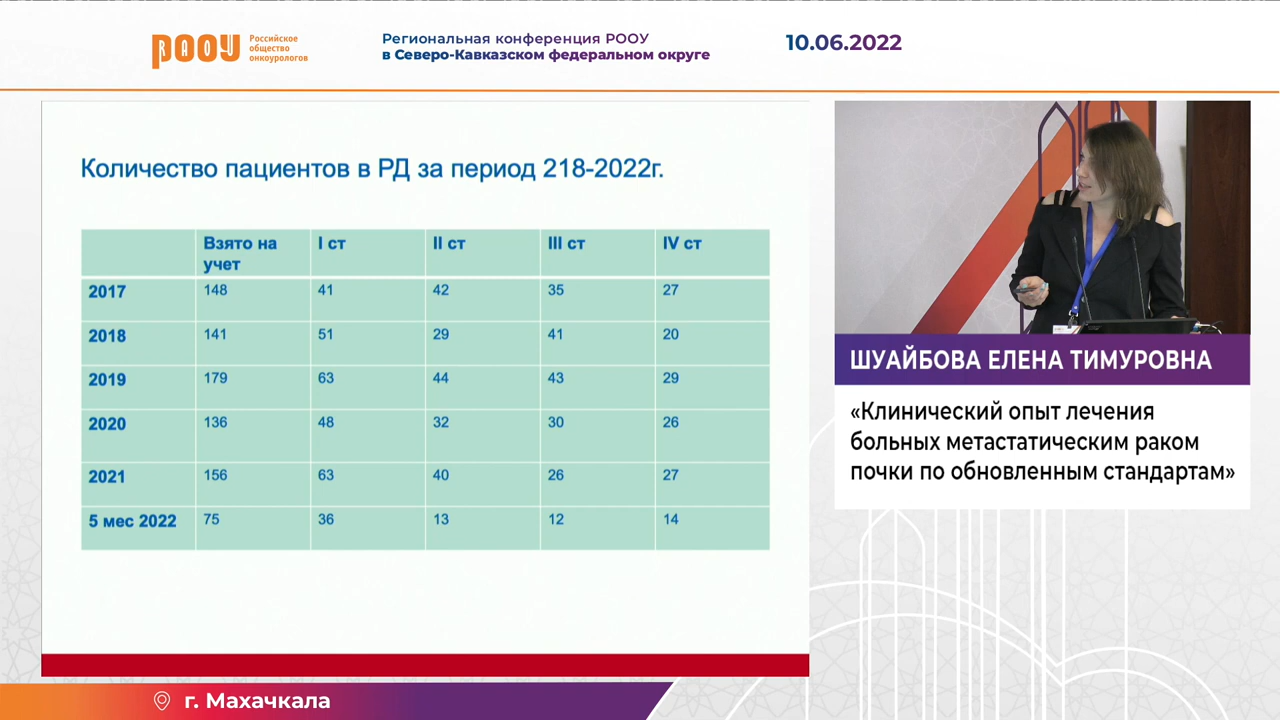 РООУ
Российское
общество
онкоурологов
Региональная конференция РООУ
в Северо-Кавказском федеральном округе
10.06.2022
Количество пациентов в РД за период 218-2022г.
Взято на учет I ст II ст III ст IV ст
2017 148 41 42 35 27
2018 141 51 29 41 20
2019 179 63 44 43 29
2020 136 48 32 30 26
2021 156 63 40 26 27
5 мес 2022 75 36 13 12 14
ШУАЙБОВА ЕЛЕНА ТИМУРОВНА
«Клинический опыт лечения
больных метастатическим раком
почки по обновленным стандартам»
г. Махачкала